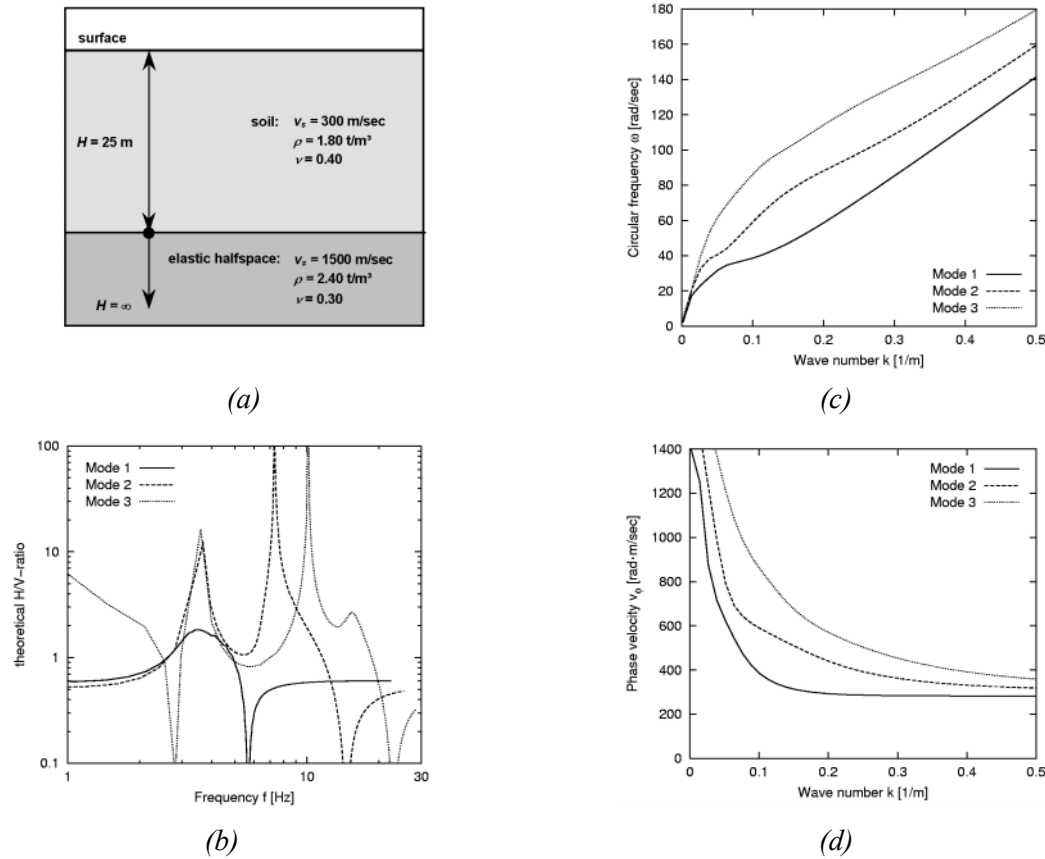 surface
H = 25 m
soil: vs = 300 m/sec
ρ = 1.80 t/m³
ν = 0.40
elastic halfspace: vs = 1500 m/sec
ρ = 2.40 t/m³
ν = 0.30
H = ∞
(a)
Circular frequency ω [rad/sec]
180
160
140
120
100
80
60
40
20
0
Mode 1
Mode 2
Mode 3
0 0.1 0.2 0.3 0.4 0.5
Wave number k [1/m]
(c)
theoretical H/V-ratio
100
10
1
0.1
Mode 1
Mode 2
Mode 3
1 10 30
Frequency f [Hz]
(b)
Phase velocity vϕ [rad·m/sec]
1400
1200
1000
800
600
400
200
0
Mode 1
Mode 2
Mode 3
0 0.1 0.2 0.3 0.4 0.5
Wave number k [1/m]
(d)